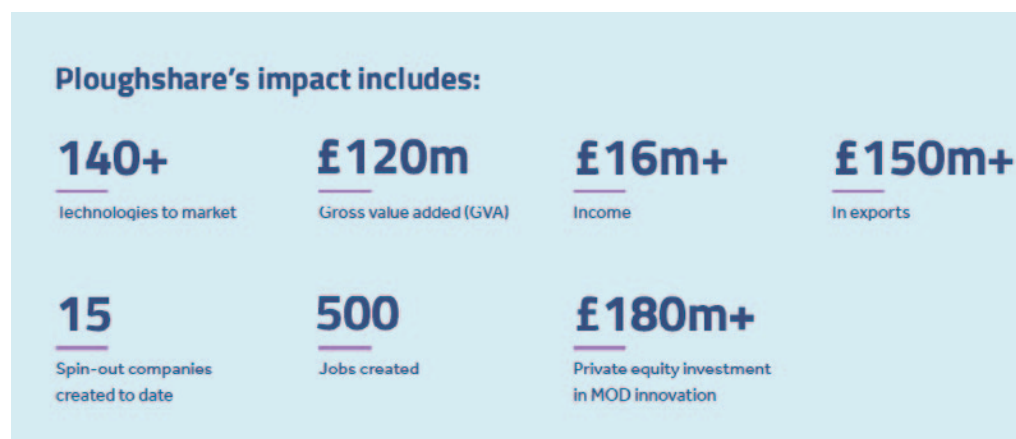 Ploughshare's impact includes:
140+
Technologies to market
£120m
Gross value added (GVA)
£16m+
Income
£150m+
In exports
15
Spin-out companies
created to date
500
Jobs created
£180m+
Private equity investment
in MOD innovation